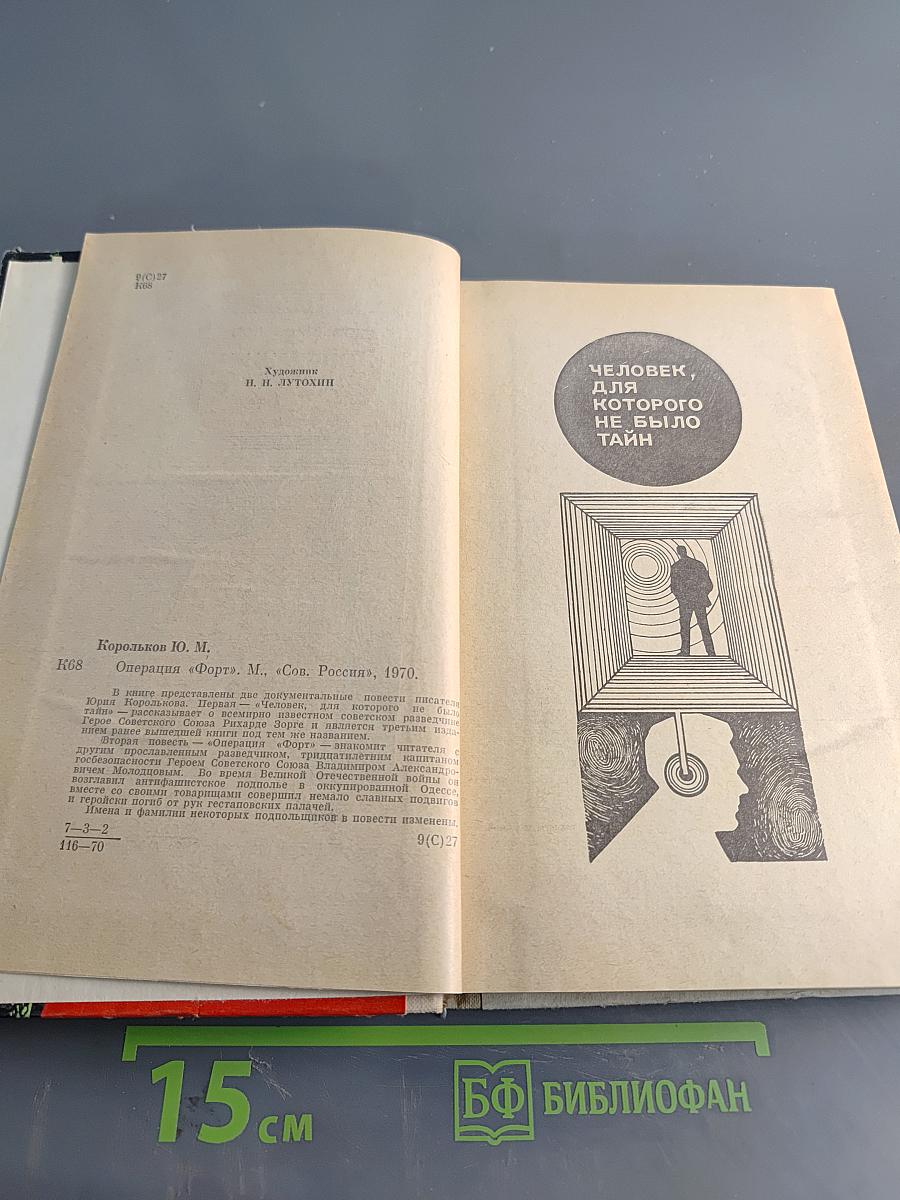 9(С)27
К68
Художник
Н. Н. ЛУТОХИН
Корольков Ю. М.
К68 Операция «Форт». М., «Сов. Россия», 1970.
В книге представлены две документальные повести писателя
Юрия Королькова. Первая — «Человек, для которого не было
тайн» — рассказывает о всемирно известном советском разведчике
Герое Советского Союза Рихарде Зорге и является третьим изда-
нием ранее вышедшей книги под тем же названием.
Вторая повесть — «Операция «Форт» — знакомит читателя с
другим прославленным разведчиком, тридцатилетним капитаном
госбезопасности Героем Советского Союза Владимиром Александро-
вичем Молодцовым. Во время Великой Отечественной войны он
возглавил антифашистское подполье в оккупированной Одессе,
вместе со своими товарищами совершил немало славных подвигов
и геройски погиб от рук гестаповских палачей.
Имена и фамилии некоторых подпольщиков в повести изменены.
7—3—2
116—70
9(С)27
ЧЕЛОВЕК,
ДЛЯ
КОТОРОГО
НЕ БЫЛО
ТАЙН
15 см
БФ БИБЛИОФАН